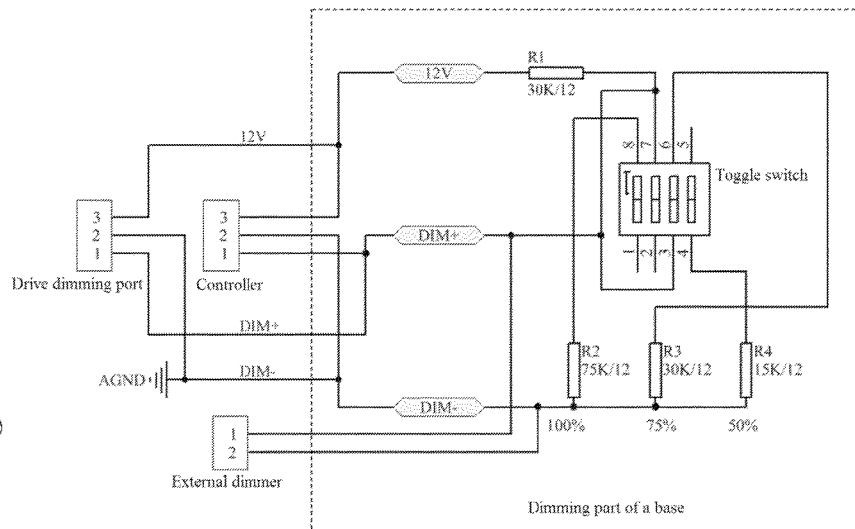 R1
12V
30K/12
12V
8
7
6
5
Toggle switch
3
2
1
3
2
1
DIM+
1
2
3
4
Drive dimming port
Controller
DIM+
R2
75K/12
R3
30K/12
R4
15K/12
AGND
DIM-
DIM-
100%
75%
50%
1
2
External dimmer
Dimming part of a base